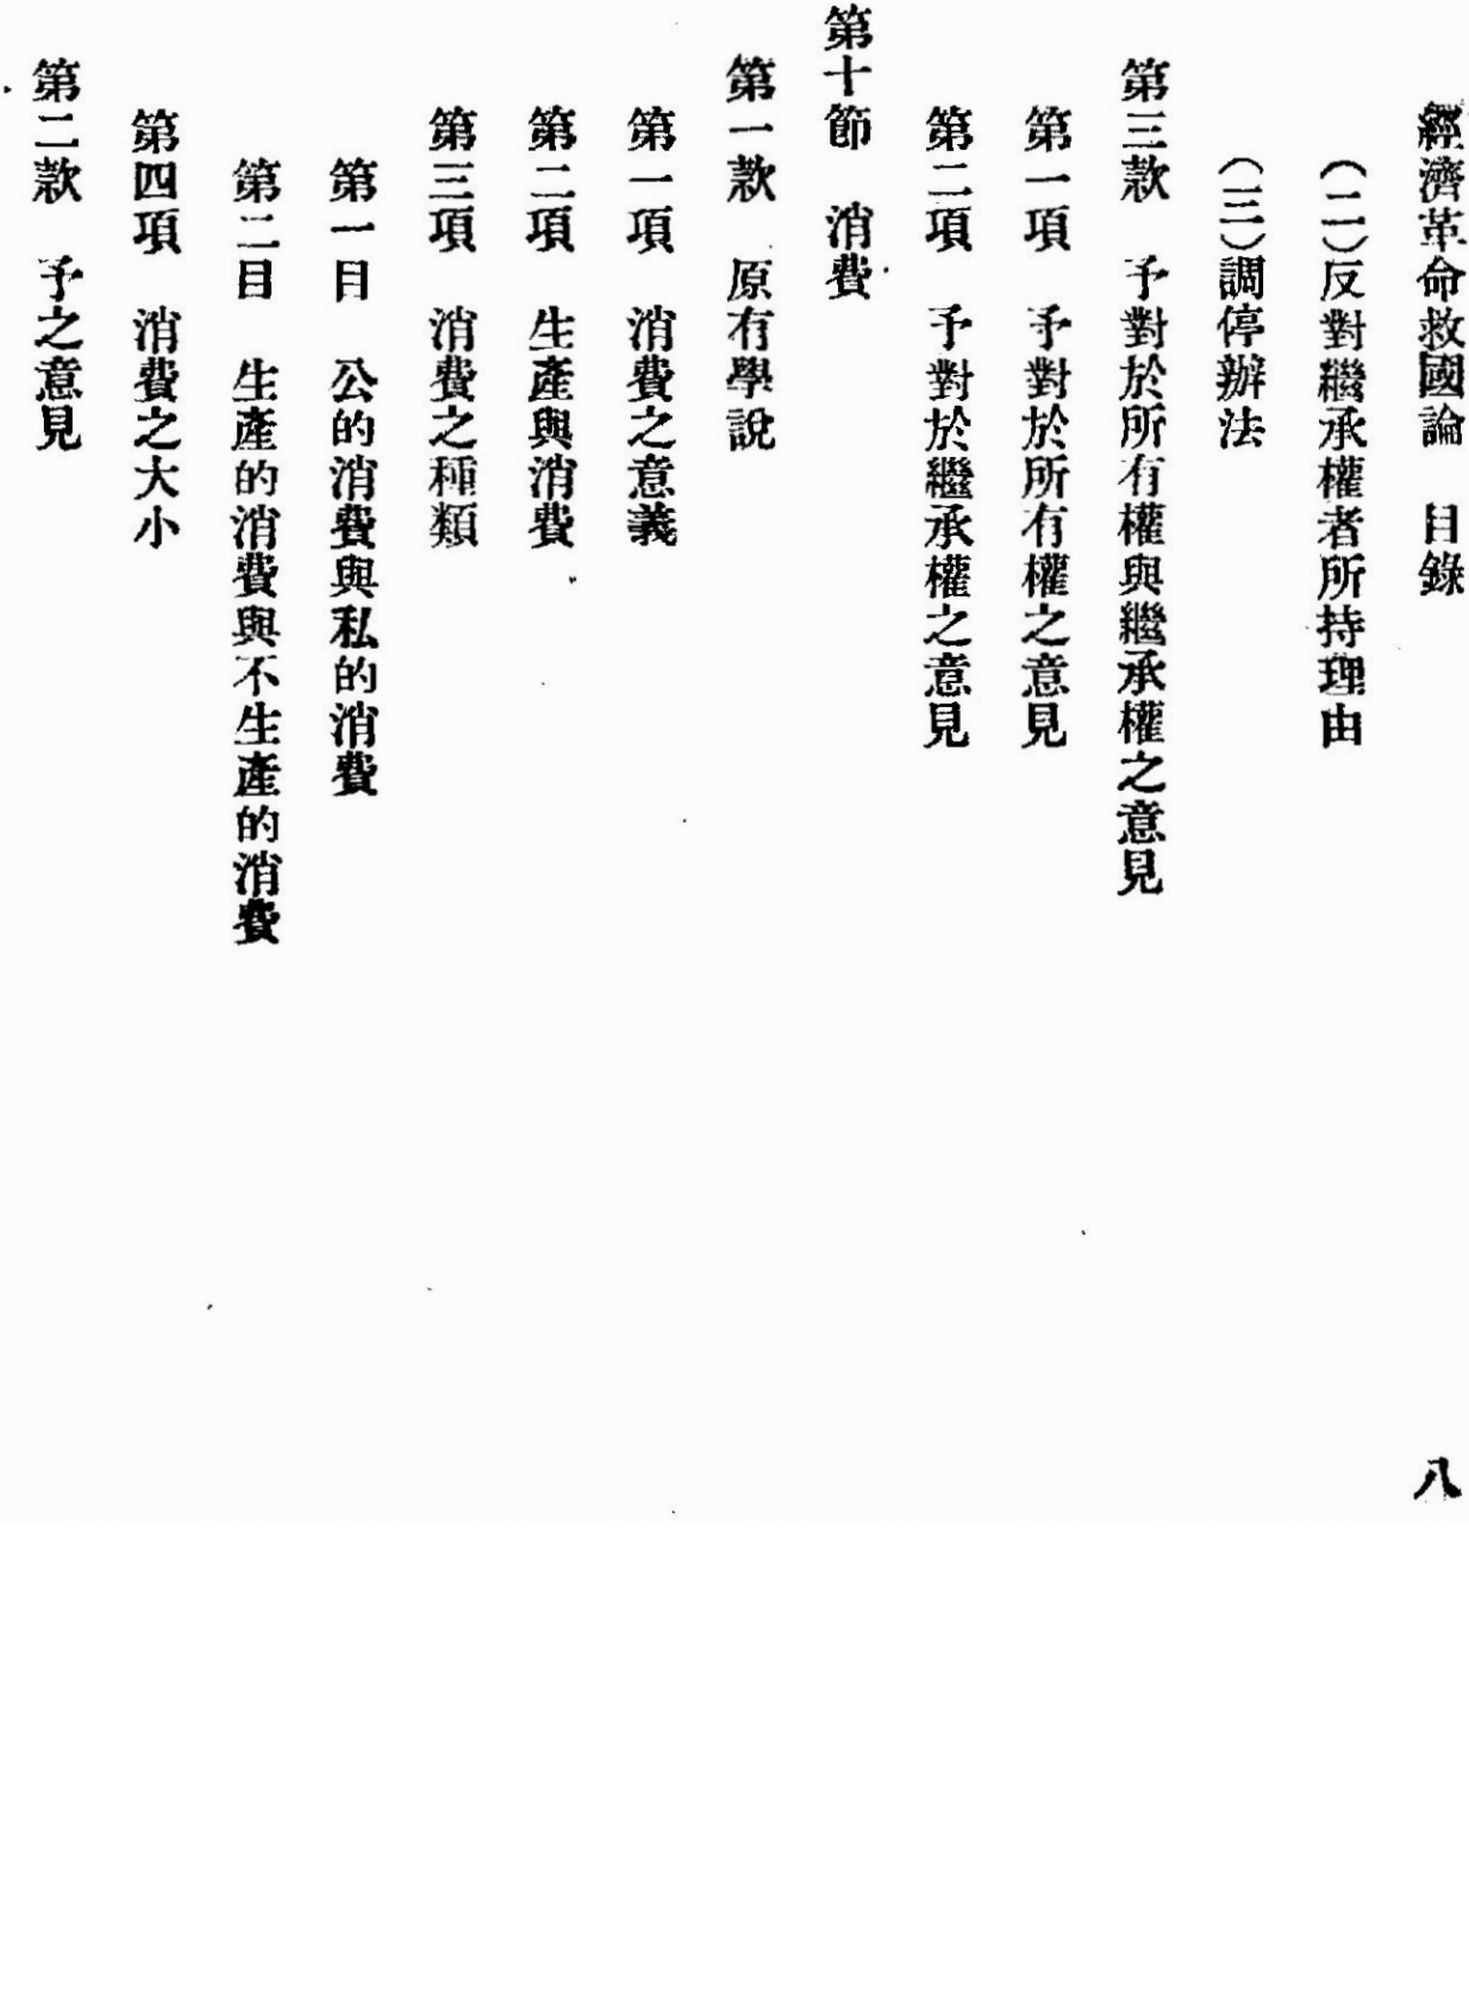 經濟革命救國論　目錄
八
（二）反對繼承權者所持理由
（三）調停辦法
第三款　予對於所有權與繼承權之意見
第一項　予對於所有權之意見
第二項　予對於繼承權之意見
第十節　消費
第一款　原有學說
第一項　消費之意義
第二項　生產與消費
第三項　消費之種類
第一目　公的消費與私的消費
第二目　生產的消費與不生產的消費
第四項　消費之大小
第二款　予之意見